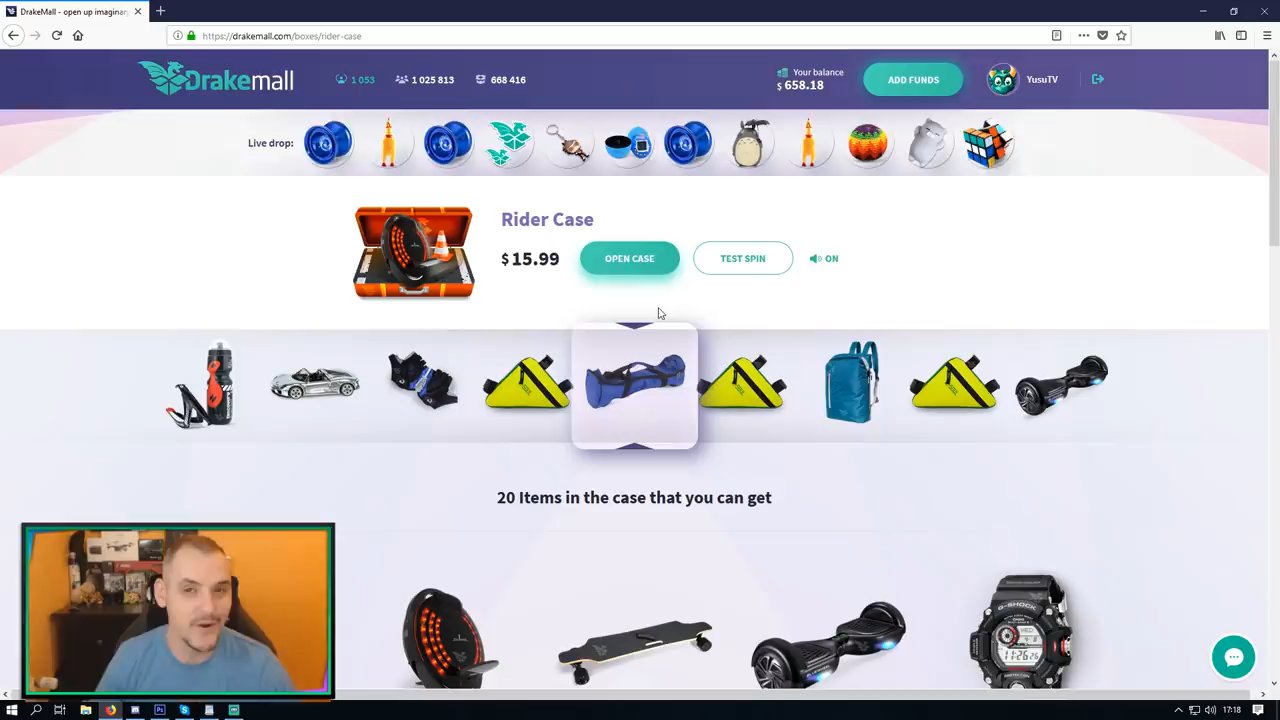 DrakeMall - open up imaginar
https://drakemall.com/boxes/rider-case
Drakemall
1 053
1 025 813
668 416
Your balance
$ 658.18
ADD FUNDS
YusuTV
Live drop:
Rider Case
$ 15.99
OPEN CASE
TEST SPIN
ON
20 Items in the case that you can get
G-SHOCK
17:18